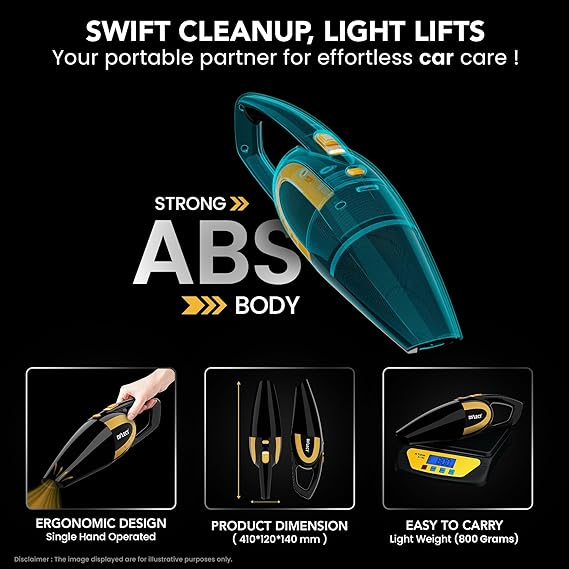 SWIFT CLEANUP, LIGHT LIFTS
Your portable partner for effortless car care !
STRONG
ABS
BODY
ERGONOMIC DESIGN
Single Hand Operated
PRODUCT DIMENSION
( 410*120*140 mm )
EASY TO CARRY
Light Weight (800 Grams)
Disclaimer : The image displayed are for illustrative purposes only.